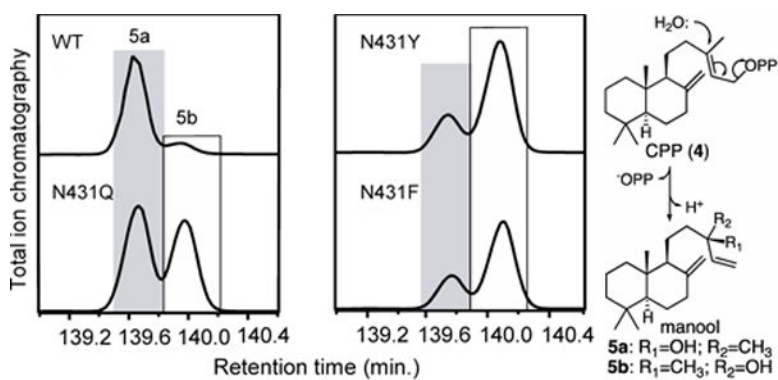 WT
5a
5b
N431Q
N431Y
N431F
Total ion chromatography
139.2 139.6 140.0 140.4
139.2 139.6 140.0 140.4
Retention time (min.)
H₂O:
OPP
H
CPP (4)
⁻OPP
H⁺
R₂
R₁
H
manool
5a: R₁=OH; R₂=CH₃
5b: R₁=CH₃; R₂=OH